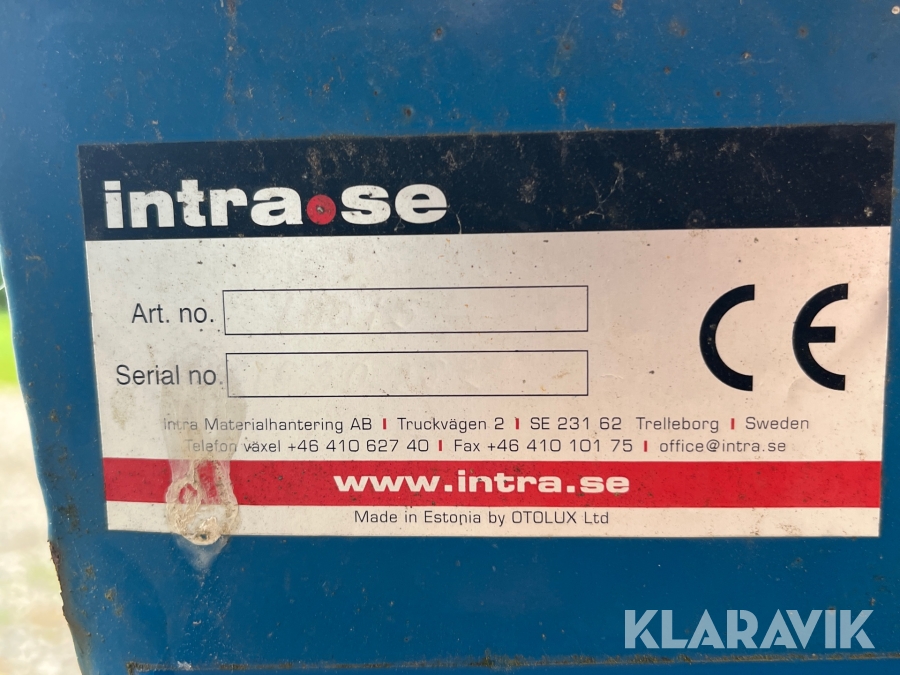 intra.se
Art. no.
Serial no.
Intra Materialhantering AB I Truckvägen 2 I SE 231 62 Trelleborg I Sweden
Telefon växel +46 410 627 40 I Fax +46 410 101 75 I office@intra.se
www.intra.se
Made in Estonia by OTOLUX Ltd
CE
KLARAVIK